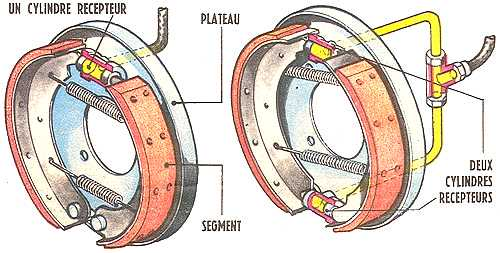 UN CYLINDRE RECEPTEUR
PLATEAU
SEGMENT
DEUX
CYLINDRES
RECEPTEURS